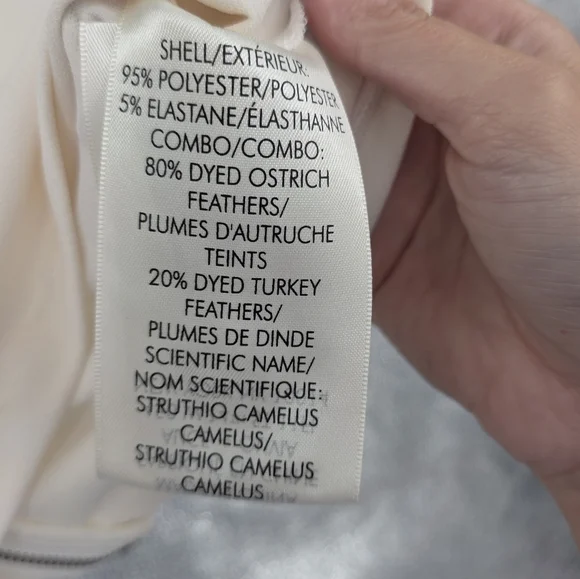 SHELL/EXTÉRIEUR:
95% POLYESTER/POLYESTER
5% ELASTANE/ÉLASTHANNE
COMBO/COMBO:
80% DYED OSTRICH
FEATHERS/
PLUMES D'AUTRUCHE
TEINTS
20% DYED TURKEY
FEATHERS/
PLUMES DE DINDE
SCIENTIFIC NAME/
NOM SCIENTIFIQUE:
STRUTHIO CAMELUS
CAMELUS/
STRUTHIO CAMELUS
CAMELUS